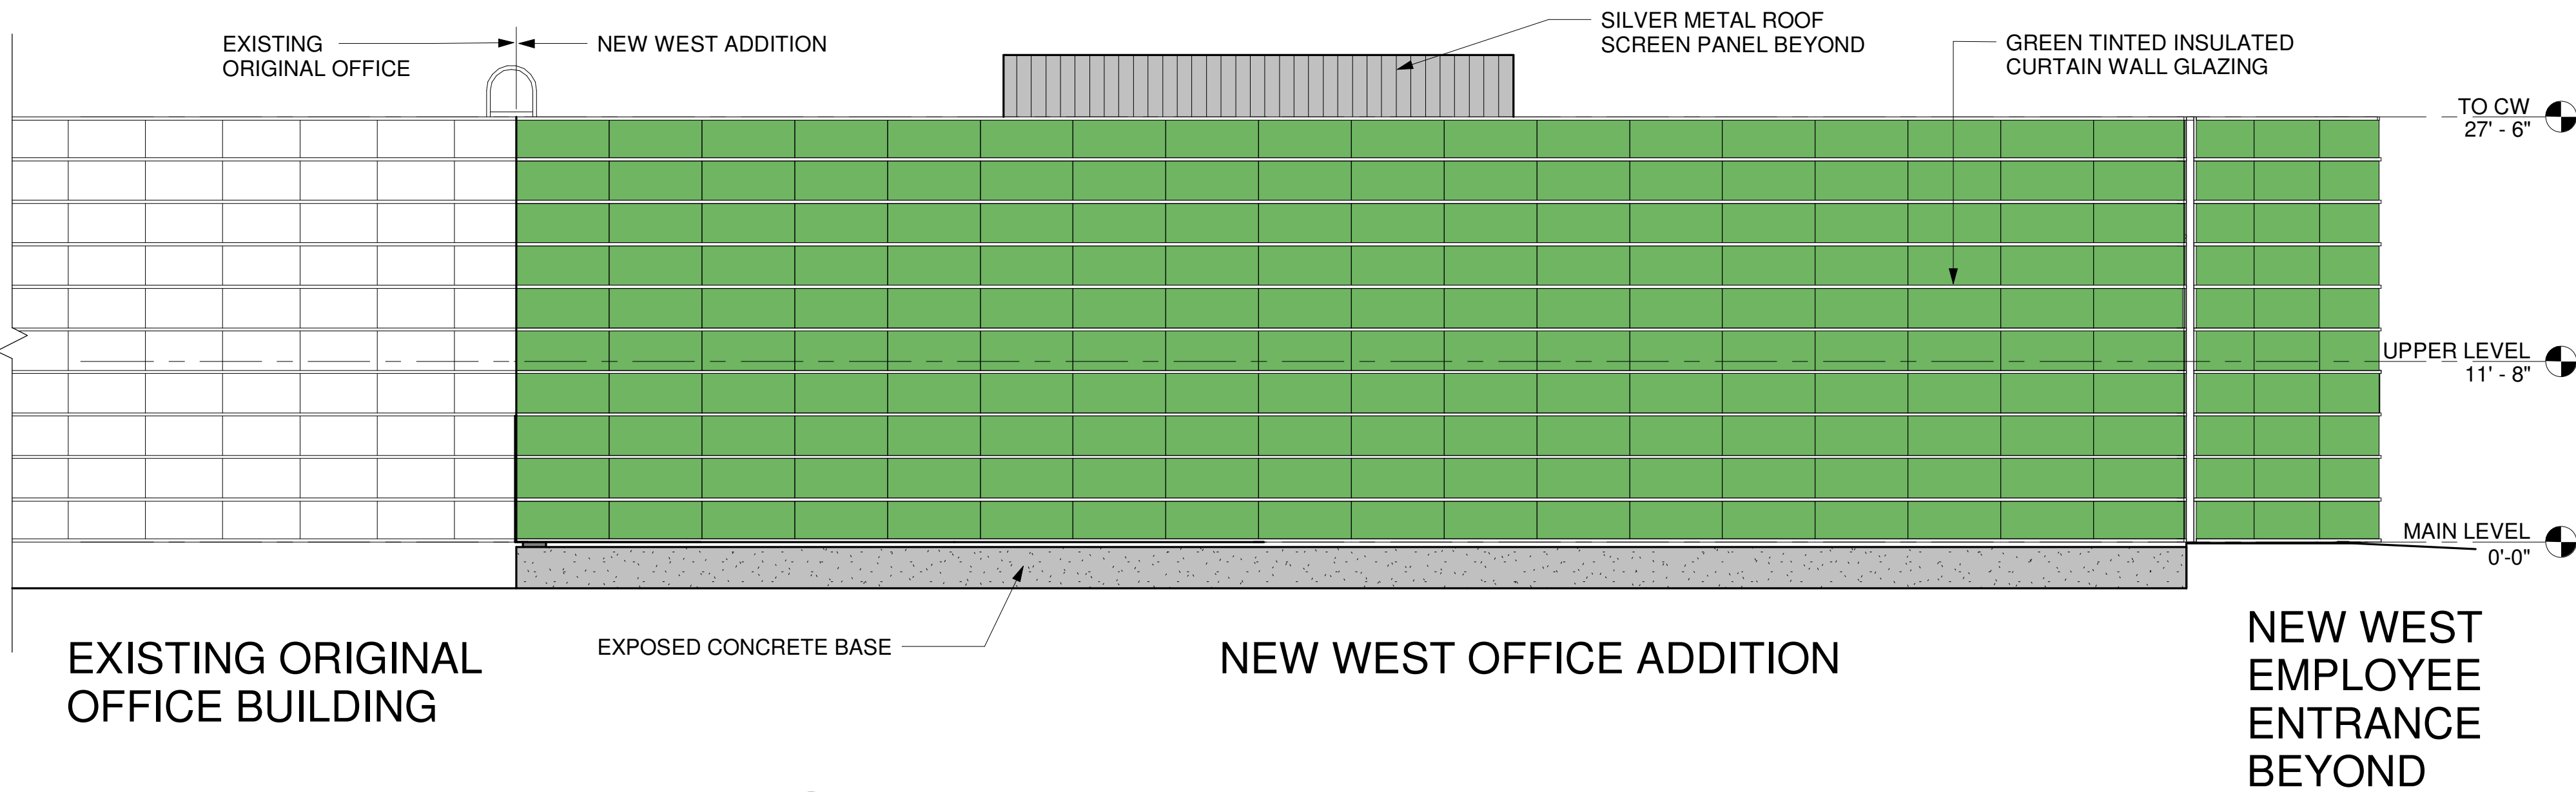 EXISTING
ORIGINAL OFFICE
NEW WEST ADDITION
SILVER METAL ROOF
SCREEN PANEL BEYOND
GREEN TINTED INSULATED
CURTAIN WALL GLAZING
TO CW
27' - 6"
UPPER LEVEL
11' - 8"
MAIN LEVEL
0'-0"
EXPOSED CONCRETE BASE
EXISTING ORIGINAL
OFFICE BUILDING
NEW WEST OFFICE ADDITION
NEW WEST
EMPLOYEE
ENTRANCE
BEYOND